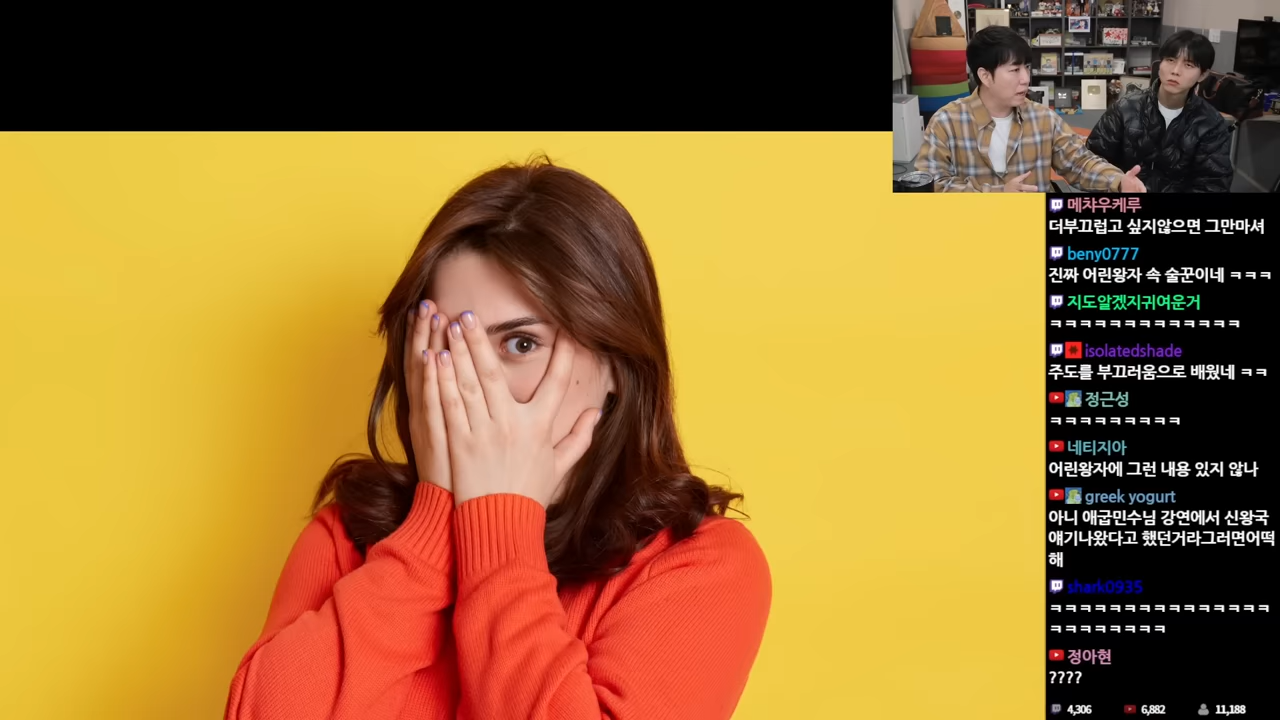 메챠우케루
더부끄럽고 싶지않으면 그만마셔
beny0777
진짜 어린왕자 속 술꾼이네 ㅋㅋㅋ
지도알겠지귀여운거
ㅋㅋㅋㅋㅋㅋㅋㅋㅋㅋㅋㅋㅋ
isolatedshade
주도를 부끄러움으로 배웠네 ㅋㅋ
정근성
ㅋㅋㅋㅋㅋㅋㅋㅋㅋ
네티지아
어린왕자에 그런 내용 있지 않나
greek yogurt
아니 애굽민수님 강연에서 신왕국
얘기나왔다고 했던거라그러면어떡
해
shark0935
ㅋㅋㅋㅋㅋㅋㅋㅋㅋㅋㅋㅋㅋㅋㅋ
ㅋㅋㅋㅋㅋㅋㅋㅋ
정아현
????
4,306 6,882 11,188